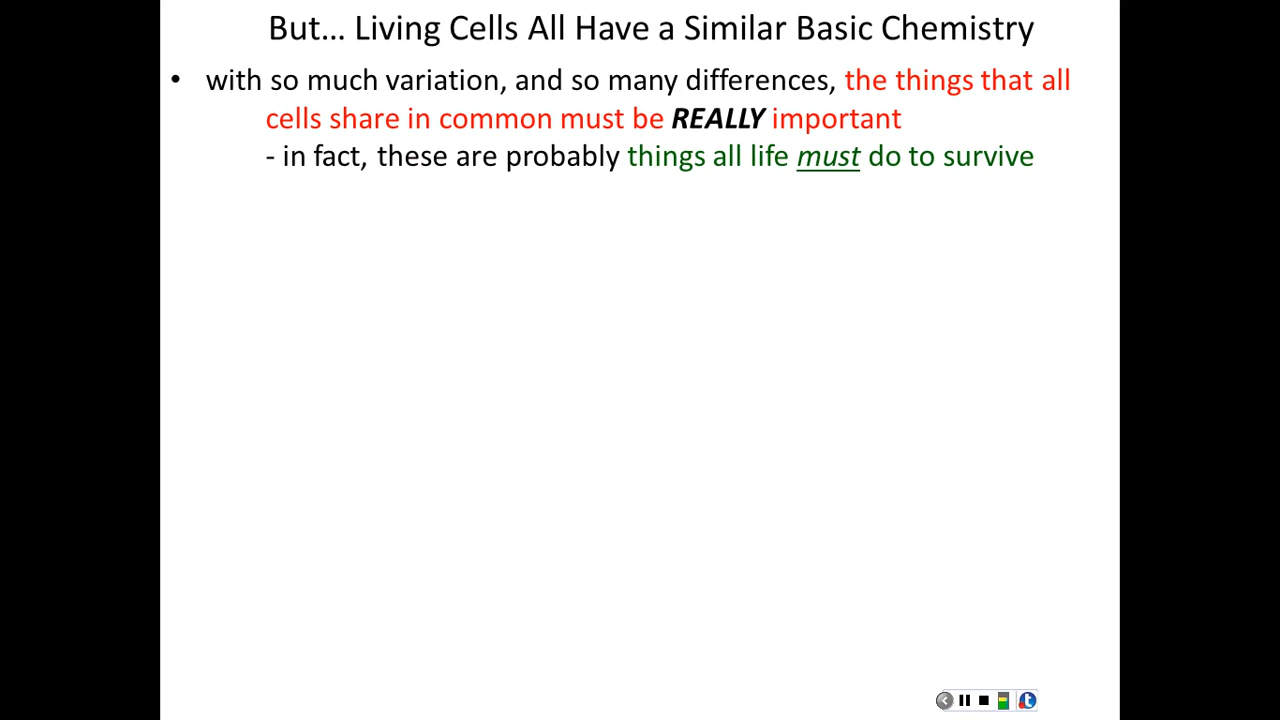 But... Living Cells All Have a Similar Basic Chemistry
• with so much variation, and so many differences, the things that all
cells share in common must be REALLY important
- in fact, these are probably things all life must do to survive